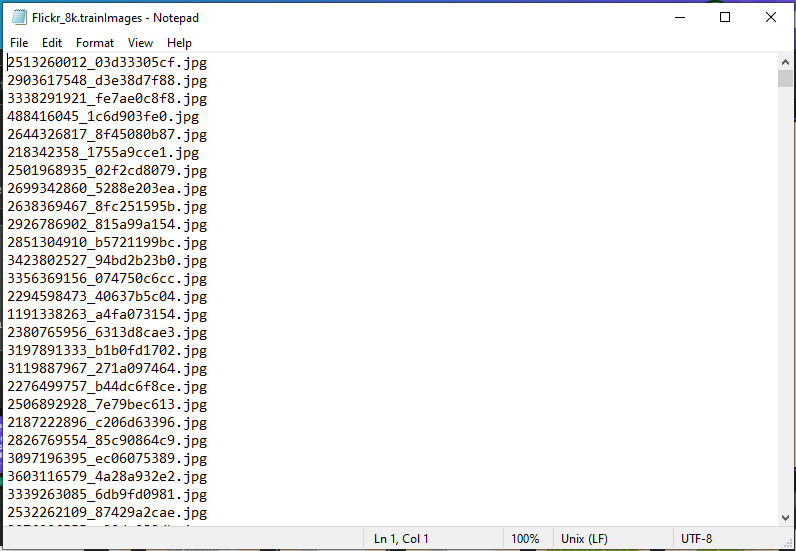 Flickr_8k.trainImages - Notepad
File Edit Format View Help
2513260012_03d33305cf.jpg
2903617548_d3e38d7f88.jpg
3338291921_fe7ae0c8f8.jpg
488416045_1c6d903fe0.jpg
2644326817_8f45080b87.jpg
218342358_1755a9cce1.jpg
2501968935_02f2cd8079.jpg
2699342860_5288e203ea.jpg
2638369467_8fc251595b.jpg
2926786902_815a99a154.jpg
2851304910_b5721199bc.jpg
3423802527_94bd2b23b0.jpg
3356369156_074750c6cc.jpg
2294598473_40637b5c04.jpg
1191338263_a4fa073154.jpg
2380765956_6313d8cae3.jpg
3197891333_b1b0fd1702.jpg
3119887967_271a097464.jpg
2276499757_b44dc6f8ce.jpg
2506892928_7e79bec613.jpg
2187222896_c206d63396.jpg
2826769554_85c90864c9.jpg
3097196395_ec06075389.jpg
3603116579_4a28a932e2.jpg
3339263085_6db9fd0981.jpg
2532262109_87429a2cae.jpg
Ln 1, Col 1 100% Unix (LF) UTF-8